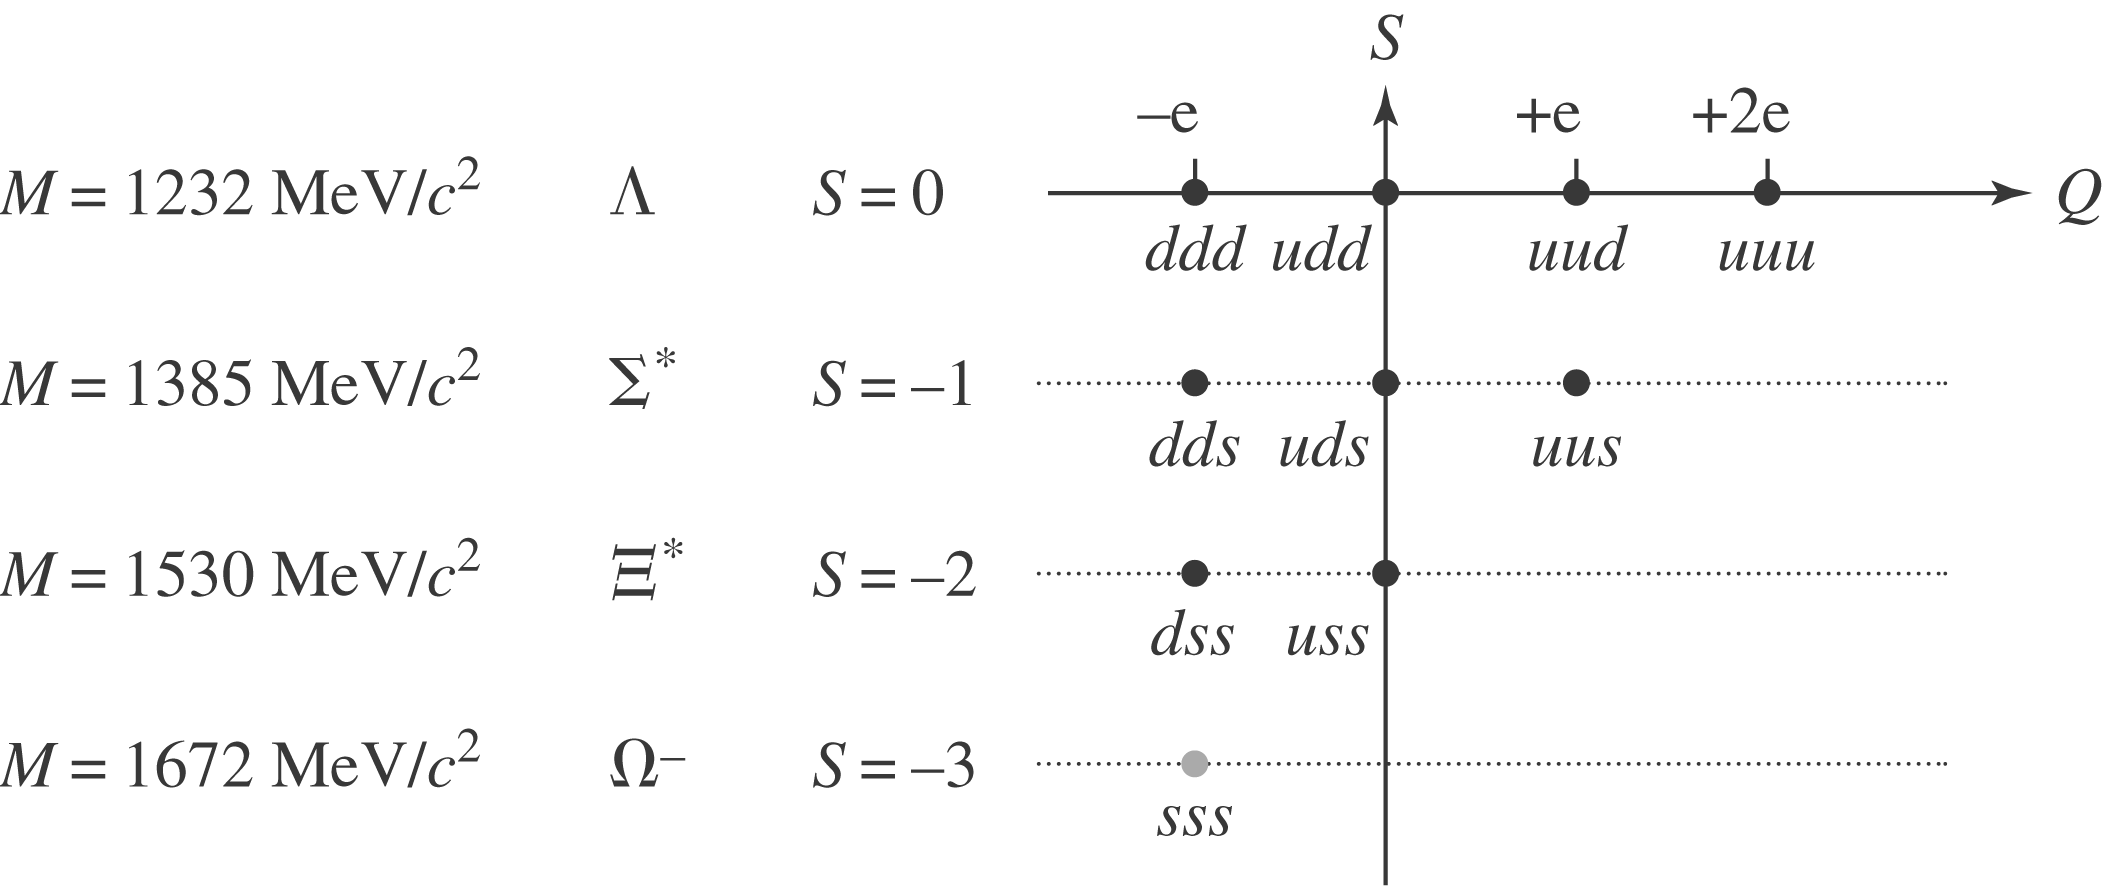 S
–e +e +2e
M = 1232 MeV/c² Λ S = 0 Q
ddd udd uud uuu
M = 1385 MeV/c² Σ* S = –1
dds uds uus
M = 1530 MeV/c² Ξ* S = –2
dss uss
M = 1672 MeV/c² Ω⁻ S = –3
sss